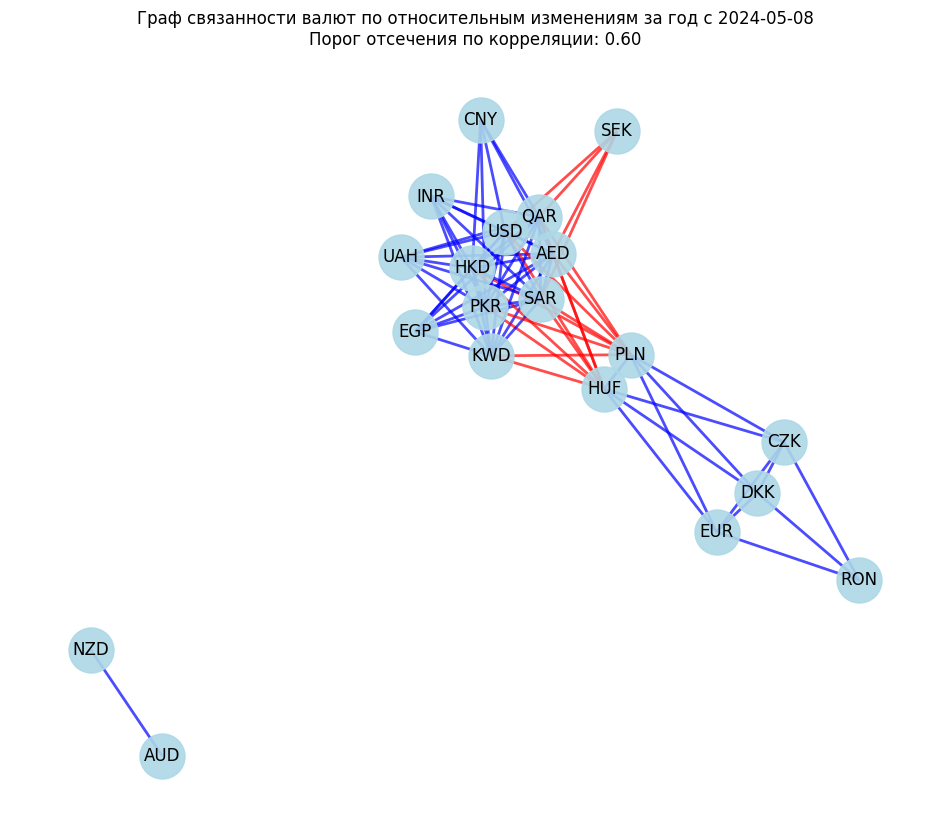 Граф связанности валют по относительным изменениям за год с 2024-05-08
Порог отсечения по корреляции: 0.60
CNY
SEK
INR
QAR
USD
AED
UAH
HKD
SAR
PKR
EGP
KWD
PLN
HUF
CZK
DKK
EUR
RON
NZD
AUD